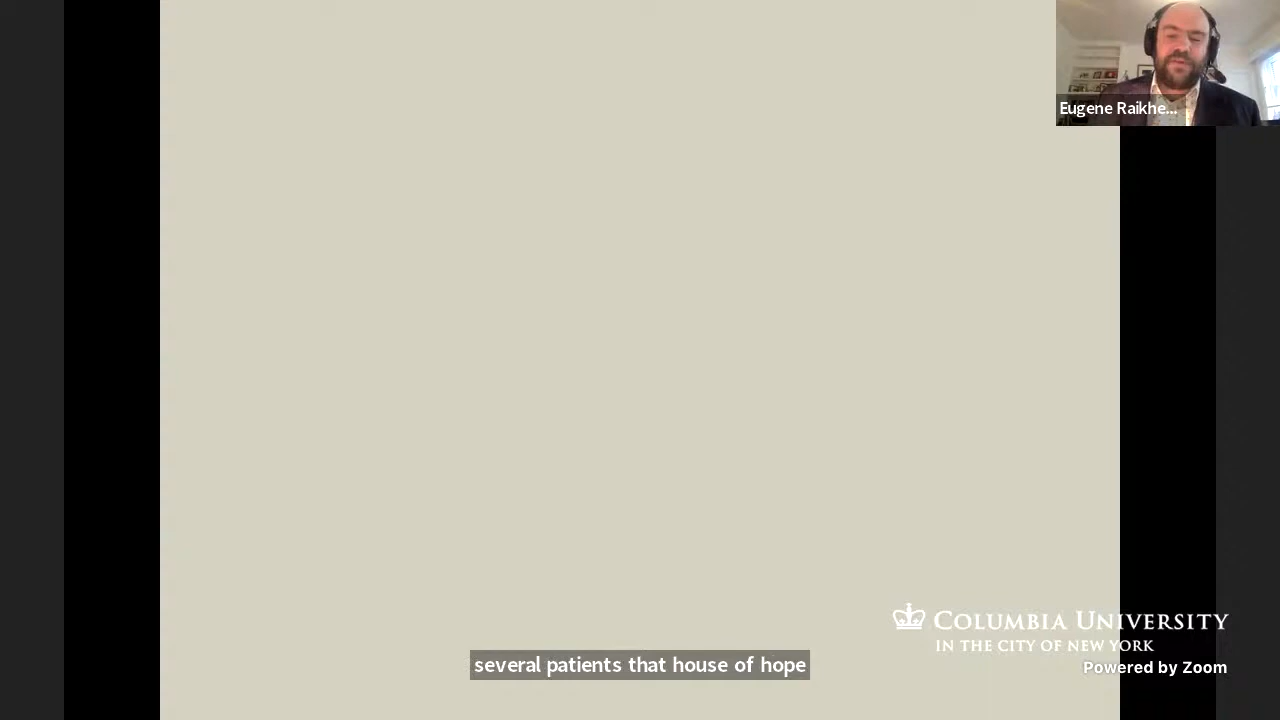 Eugene Raikhe...
COLUMBIA UNIVERSITY
IN THE CITY OF NEW YORK
several patients that house of hope
Powered by Zoom